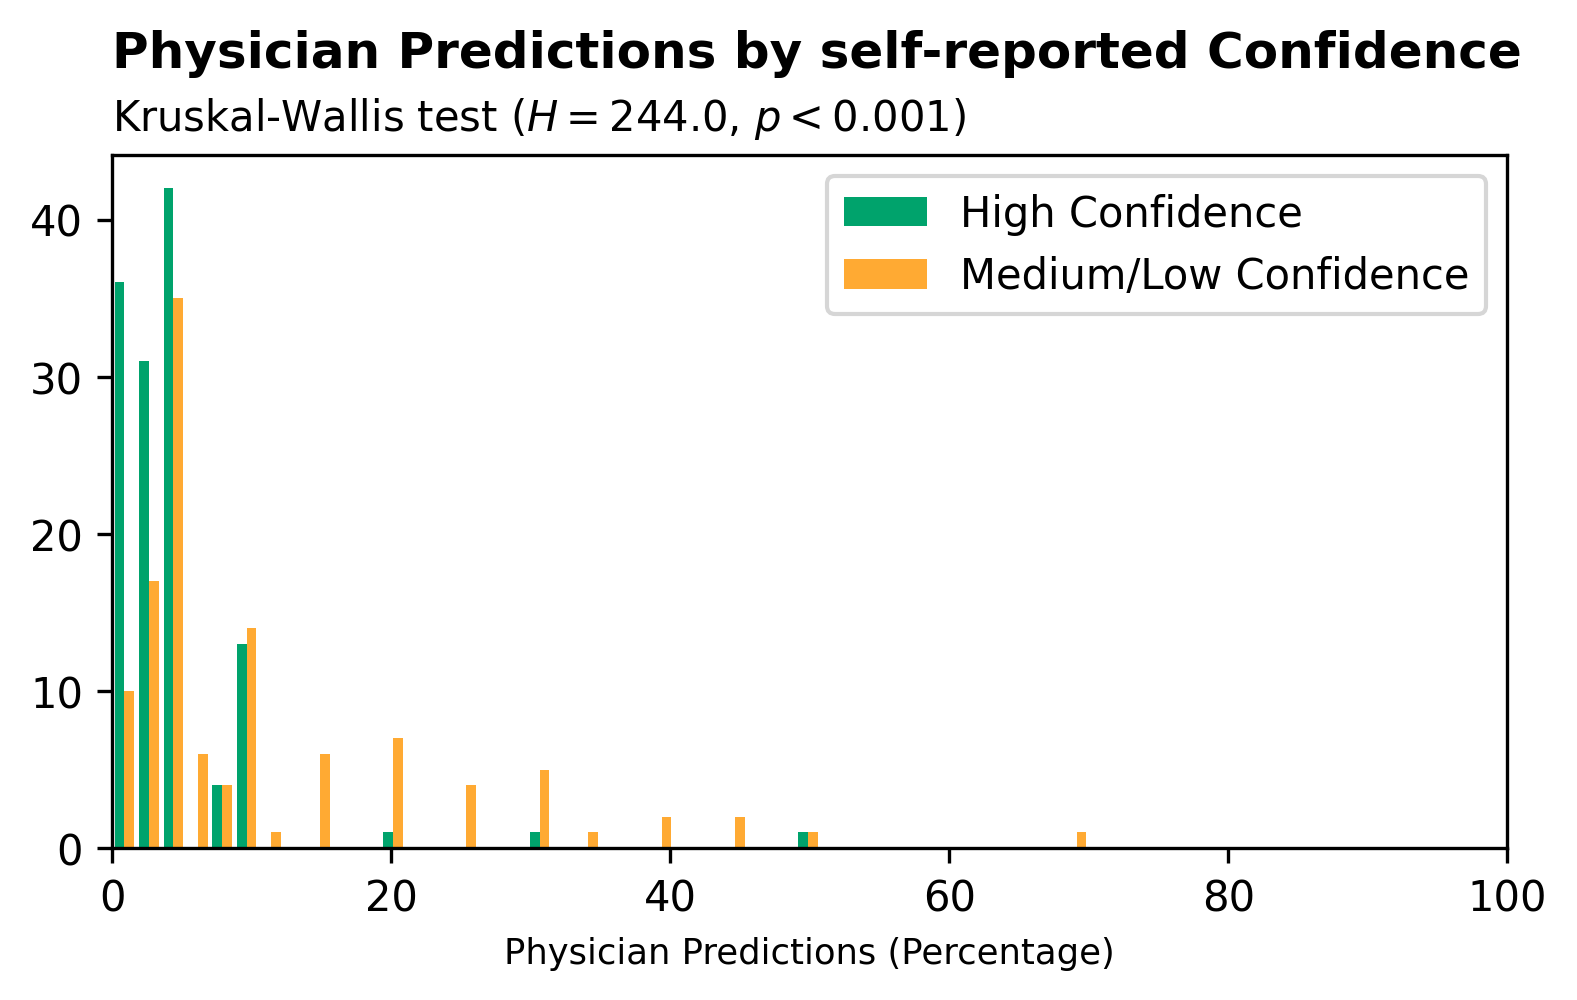 Physician Predictions by self-reported Confidence
Kruskal-Wallis test (H = 244.0, p < 0.001)
High Confidence
Medium/Low Confidence
40
30
20
10
0
0 20 40 60 80 100
Physician Predictions (Percentage)